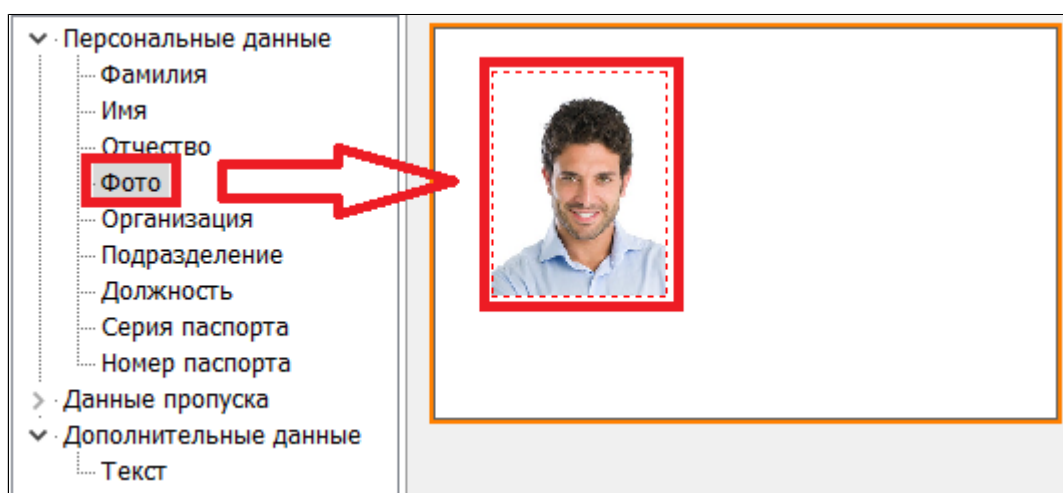 Персональные данные
Фамилия
Имя
Отчество
Фото
Организация
Подразделение
Должность
Серия паспорта
Номер паспорта
Данные пропуска
Дополнительные данные
Текст